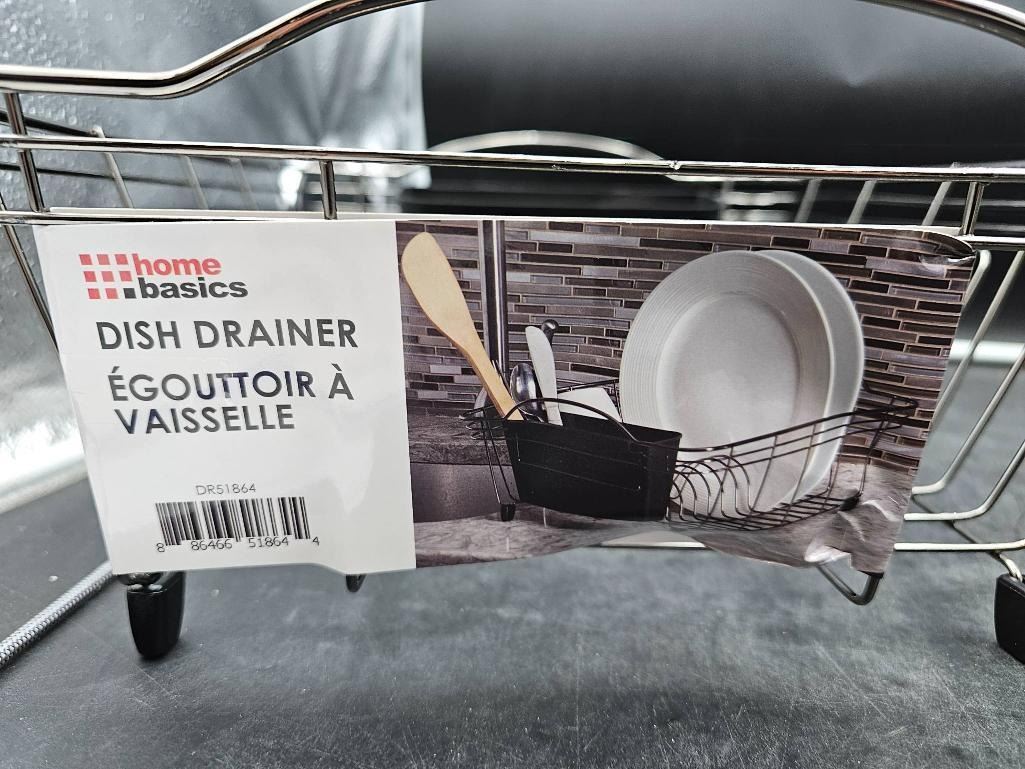 home
basics
DISH DRAINER
ÉGOUTTOIR À
VAISSELLE
DR51864
8 86466 51864 4